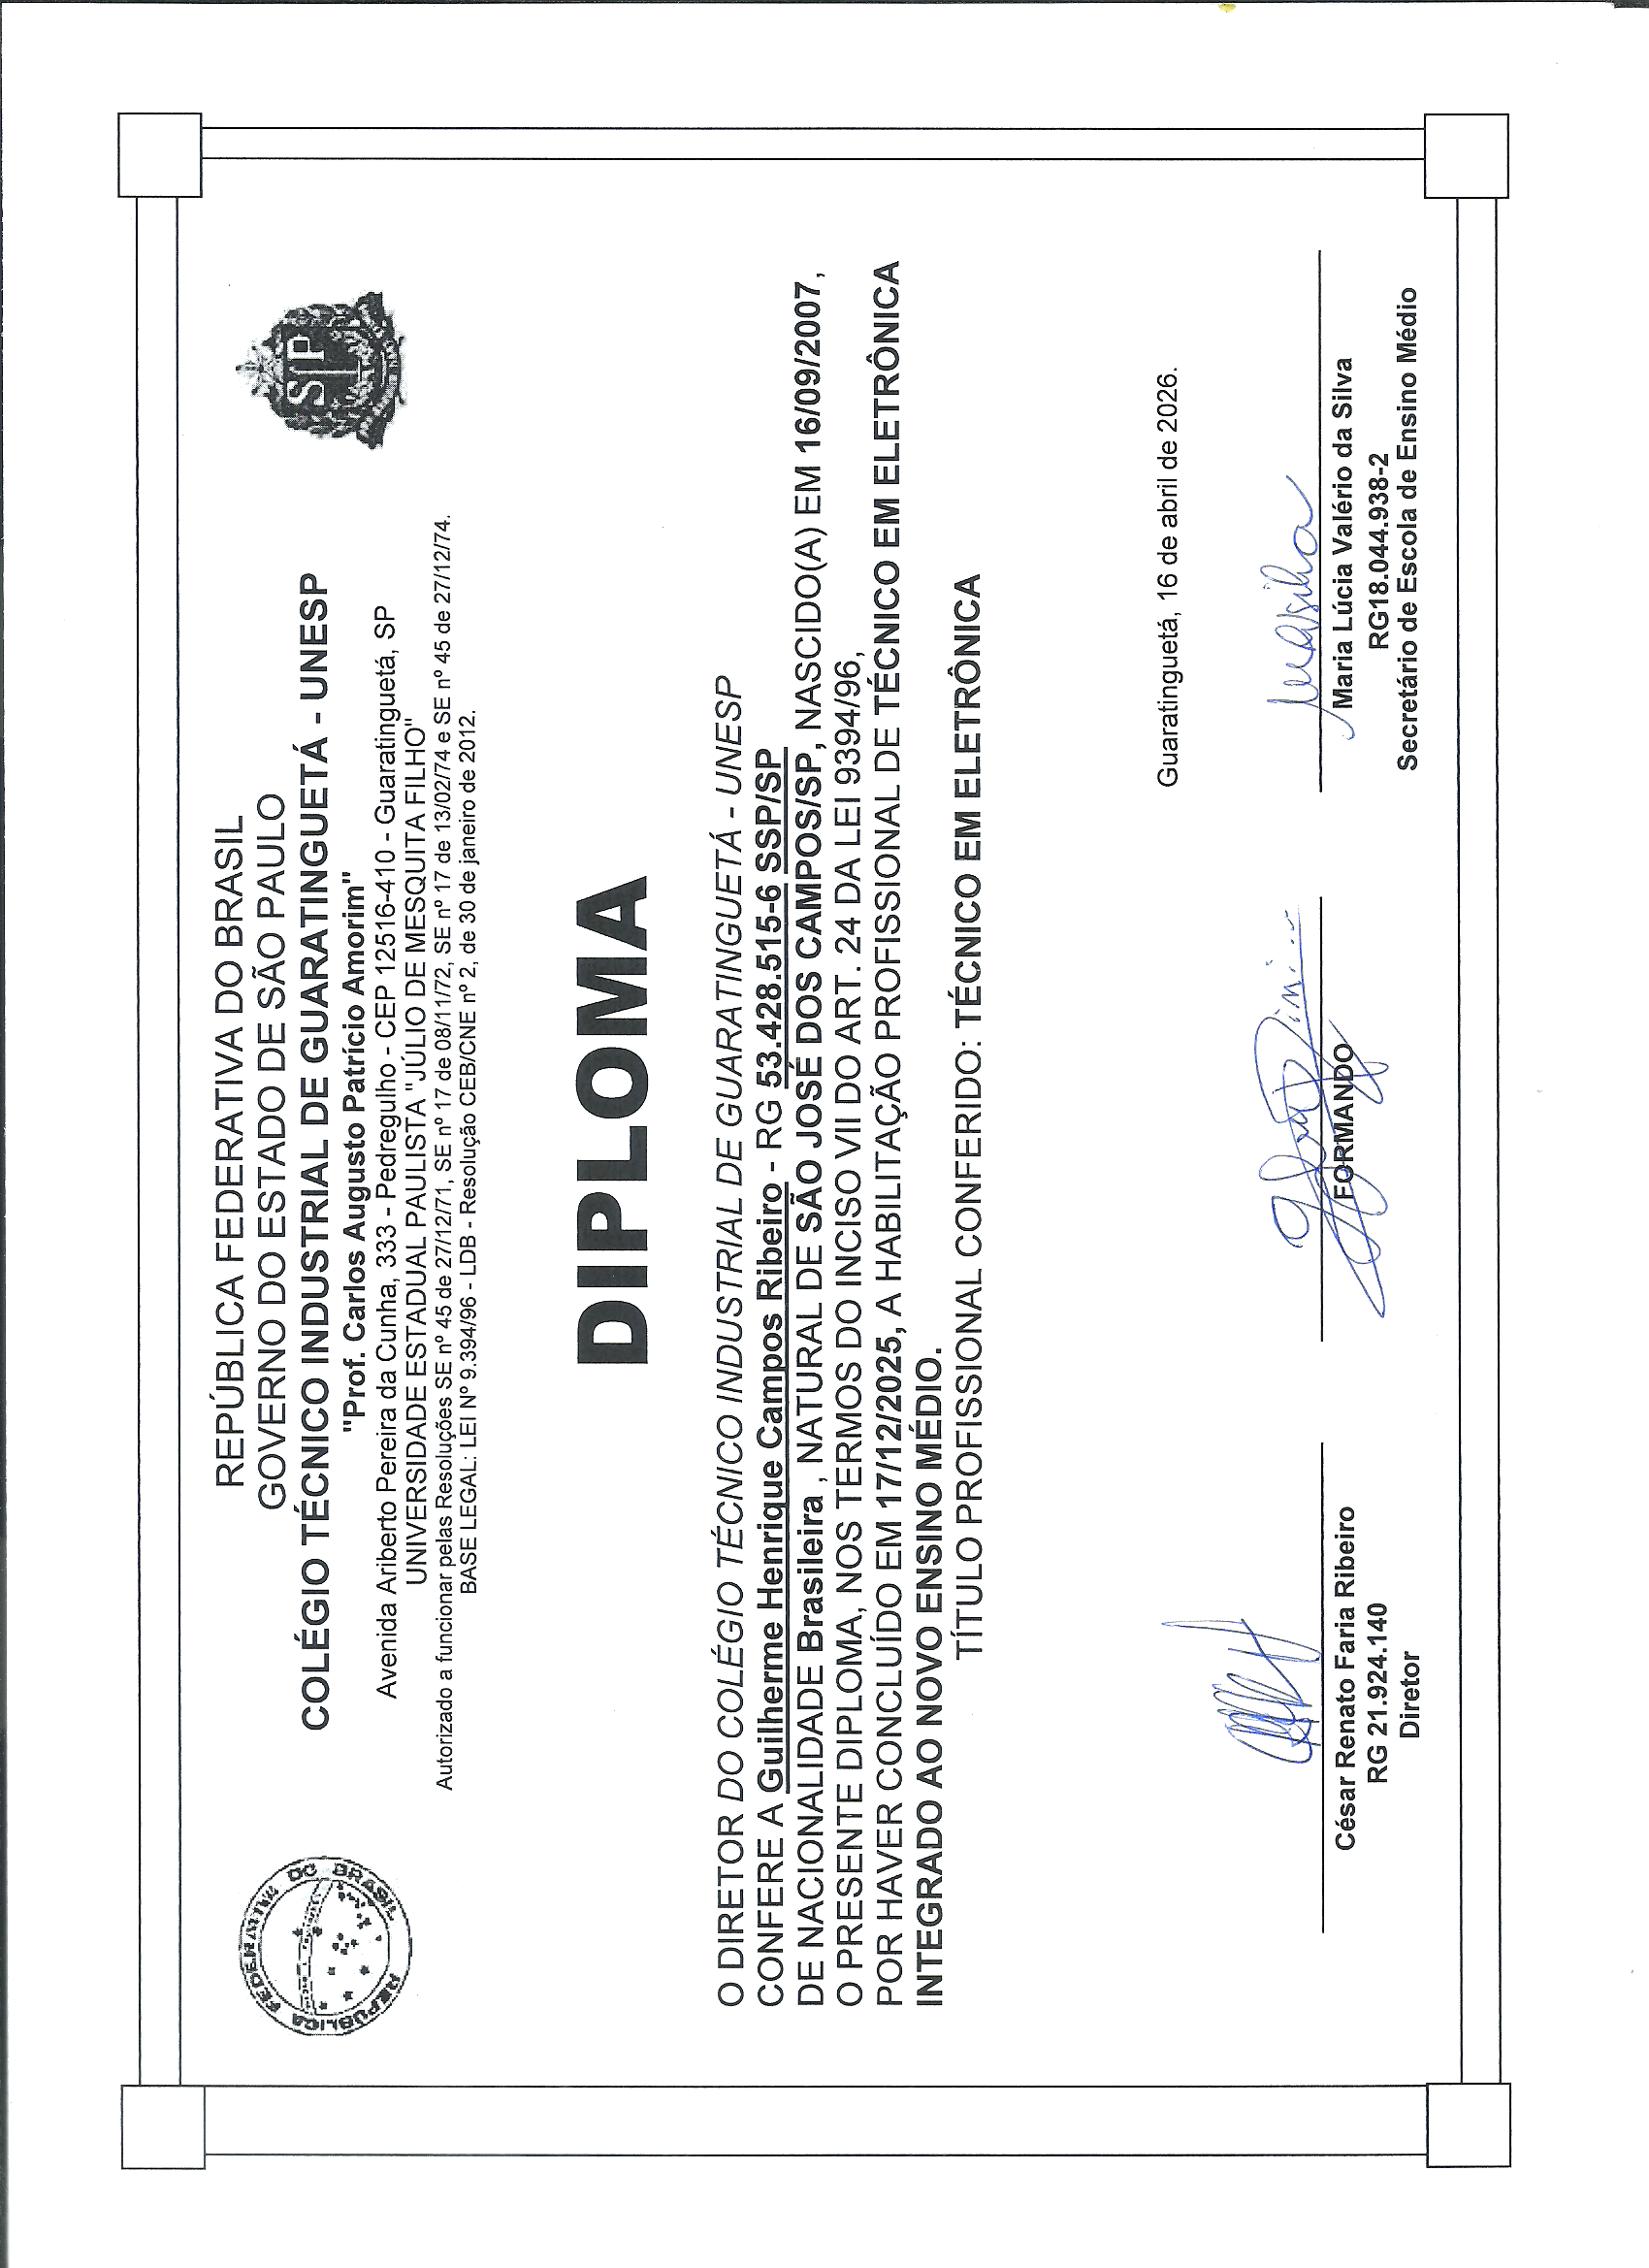 REPÚBLICA FEDERATIVA DO BRASIL
GOVERNO DO ESTADO DE SÃO PAULO
COLÉGIO TÉCNICO INDUSTRIAL DE GUARATINGUETÁ - UNESP
"Prof. Carlos Augusto Patrício Amorim"
Avenida Ariberto Pereira da Cunha, 333 - Pedregulho - CEP 12516-410 - Guaratinguetá, SP
UNIVERSIDADE ESTADUAL PAULISTA "JÚLIO DE MESQUITA FILHO"
Autorizado a funcionar pelas Resoluções SE nº 45 de 27/12/71, SE nº 17 de 08/11/72, SE nº 17 de 13/02/74 e SE nº 45 de 27/12/74.
BASE LEGAL: LEI Nº 9.394/96 - LDB - Resolução CEB/CNE nº 2, de 30 de janeiro de 2012.
REPÚBLICA FEDERATIVA DO BRASIL
SP
DIPLOMA
O DIRETOR DO COLÉGIO TÉCNICO INDUSTRIAL DE GUARATINGUETÁ - UNESP
CONFERE A Guilherme Henrique Campos Ribeiro - RG 53.428.515-6 SSP/SP
DE NACIONALIDADE Brasileira , NATURAL DE SÃO JOSÉ DOS CAMPOS/SP, NASCIDO(A) EM 16/09/2007,
O PRESENTE DIPLOMA, NOS TERMOS DO INCISO VII DO ART. 24 DA LEI 9394/96,
POR HAVER CONCLUÍDO EM 17/12/2025, A HABILITAÇÃO PROFISSIONAL DE TÉCNICO EM ELETRÔNICA
INTEGRADO AO NOVO ENSINO MÉDIO.
TÍTULO PROFISSIONAL CONFERIDO: TÉCNICO EM ELETRÔNICA
Guaratinguetá, 16 de abril de 2026.
César Renato Faria Ribeiro
RG 21.924.140
Diretor
FORMANDO
Maria Lúcia Valério da Silva
RG18.044.938-2
Secretário de Escola de Ensino Médio